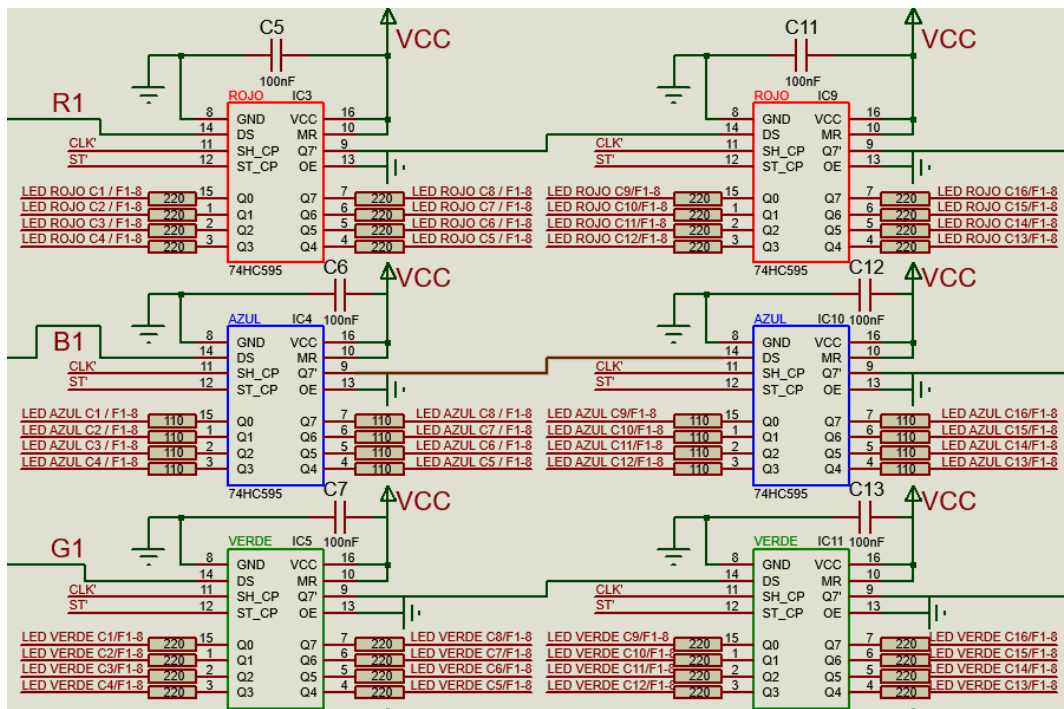 C5 VCC C11 VCC
100nF 100nF
R1 ROJO IC3 ROJO IC9
8 GND VCC 16 8 GND VCC 16
14 DS MR 10 14 DS MR 10
CLK' 11 SH_CP Q7' 9 CLK' 11 SH_CP Q7' 9
ST' 12 ST_CP OE 13 ST' 12 ST_CP OE 13
LED ROJO C1 / F1-8 220 15 Q0 Q7 7 220 LED ROJO C8 / F1-8 LED ROJO C9/F1-8 220 15 Q0 Q7 7 220 LED ROJO C16/F1-8
LED ROJO C2 / F1-8 220 1 Q1 Q6 6 220 LED ROJO C7 / F1-8 LED ROJO C10/F1-8 220 1 Q1 Q6 6 220 LED ROJO C15/F1-8
LED ROJO C3 / F1-8 220 2 Q2 Q5 5 220 LED ROJO C6 / F1-8 LED ROJO C11/F1-8 220 2 Q2 Q5 5 220 LED ROJO C14/F1-8
LED ROJO C4 / F1-8 220 3 Q3 Q4 4 220 LED ROJO C5 / F1-8 LED ROJO C12/F1-8 220 3 Q3 Q4 4 220 LED ROJO C13/F1-8
74HC595 C6 VCC 74HC595 C12 VCC
B1 AZUL IC4 100nF AZUL IC10 100nF
8 GND VCC 16 8 GND VCC 16
14 DS MR 10 14 DS MR 10
CLK' 11 SH_CP Q7' 9 CLK' 11 SH_CP Q7' 9
ST' 12 ST_CP OE 13 ST' 12 ST_CP OE 13
LED AZUL C1 / F1-8 110 15 Q0 Q7 7 110 LED AZUL C8 / F1-8 LED AZUL C9/F1-8 110 15 Q0 Q7 7 110 LED AZUL C16/F1-8
LED AZUL C2 / F1-8 110 1 Q1 Q6 6 110 LED AZUL C7 / F1-8 LED AZUL C10/F1-8 110 1 Q1 Q6 6 110 LED AZUL C15/F1-8
LED AZUL C3 / F1-8 110 2 Q2 Q5 5 110 LED AZUL C6 / F1-8 LED AZUL C11/F1-8 110 2 Q2 Q5 5 110 LED AZUL C14/F1-8
LED AZUL C4 / F1-8 110 3 Q3 Q4 4 110 LED AZUL C5 / F1-8 LED AZUL C12/F1-8 110 3 Q3 Q4 4 110 LED AZUL C13/F1-8
74HC595 C7 VCC 74HC595 C13 VCC
G1 VERDE IC5 100nF VERDE IC11 100nF
8 GND VCC 16 8 GND VCC 16
14 DS MR 10 14 DS MR 10
CLK' 11 SH_CP Q7' 9 CLK' 11 SH_CP Q7' 9
ST' 12 ST_CP OE 13 ST' 12 ST_CP OE 13
LED VERDE C1/F1-8 220 15 Q0 Q7 7 220 LED VERDE C8/F1-8 LED VERDE C9/F1-8 220 15 Q0 Q7 7 220 LED VERDE C16/F1-8
LED VERDE C2/F1-8 220 1 Q1 Q6 6 220 LED VERDE C7/F1-8 LED VERDE C10/F1-8 220 1 Q1 Q6 6 220 LED VERDE C15/F1-8
LED VERDE C3/F1-8 220 2 Q2 Q5 5 220 LED VERDE C6/F1-8 LED VERDE C11/F1-8 220 2 Q2 Q5 5 220 LED VERDE C14/F1-8
LED VERDE C4/F1-8 220 3 Q3 Q4 4 220 LED VERDE C5/F1-8 LED VERDE C12/F1-8 220 3 Q3 Q4 4 220 LED VERDE C13/F1-8